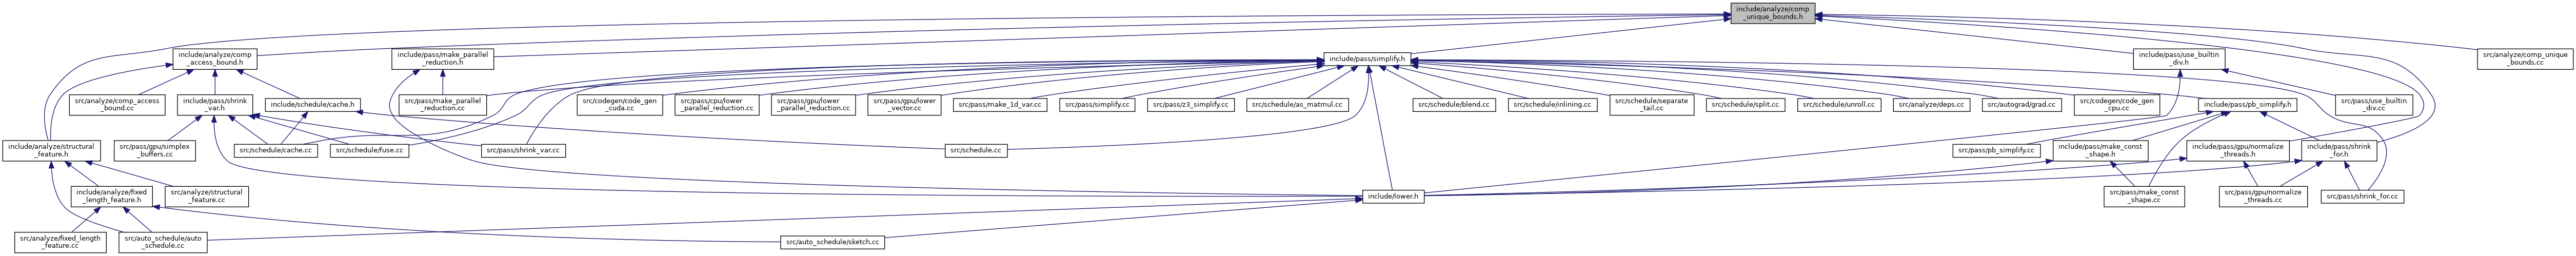 include/analyze/comp
_unique_bounds.h
include/analyze/comp
_access_bound.h
include/pass/make_parallel
_reduction.h
include/pass/simplify.h
include/pass/use_builtin
_div.h
src/analyze/comp_unique
_bounds.cc
src/analyze/comp_access
_bound.cc
include/pass/shrink
_var.h
include/schedule/cache.h
src/pass/make_parallel
_reduction.cc
src/codegen/code_gen
_cuda.cc
src/pass/cpu/lower
_parallel_reduction.cc
src/pass/gpu/lower
_parallel_reduction.cc
src/pass/gpu/lower
_vector.cc
src/pass/make_1d_var.cc
src/pass/simplify.cc
src/pass/z3_simplify.cc
src/schedule/as_matmul.cc
src/schedule/blend.cc
src/schedule/inlining.cc
src/schedule/separate
_tail.cc
src/schedule/split.cc
src/schedule/unroll.cc
src/analyze/deps.cc
src/autograd/grad.cc
src/codegen/code_gen
_cpu.cc
include/pass/pb_simplify.h
src/pass/use_builtin
_div.cc
include/analyze/structural
_feature.h
src/pass/gpu/simplex
_buffers.cc
src/schedule/cache.cc
src/schedule/fuse.cc
src/pass/shrink_var.cc
src/schedule.cc
src/pass/pb_simplify.cc
include/pass/make_const
_shape.h
include/pass/gpu/normalize
_threads.h
include/pass/shrink
_for.h
include/analyze/fixed
_length_feature.h
src/analyze/structural
_feature.cc
include/lower.h
src/pass/make_const
_shape.cc
src/pass/gpu/normalize
_threads.cc
src/pass/shrink_for.cc
src/analyze/fixed_length
_feature.cc
src/auto_schedule/auto
_schedule.cc
src/auto_schedule/sketch.cc